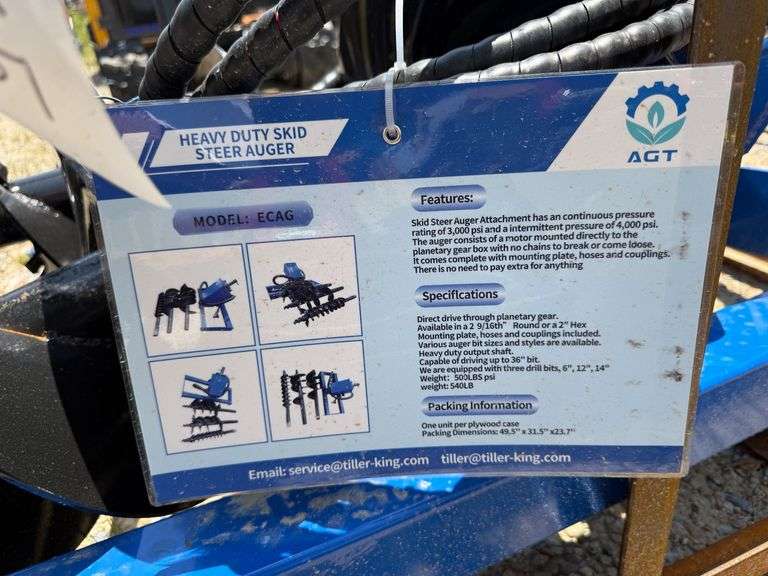 HEAVY DUTY SKID
STEER AUGER
AGT
MODEL: ECAG
Features:
Skid Steer Auger Attachment has an continuous pressure
rating of 3,000 psi and a intermittent pressure of 4,000 psi.
The auger consists of a motor mounted directly to the
planetary gear box with no chains to break or come loose.
It comes complete with mounting plate, hoses and couplings.
There is no need to pay extra for anything
Specifications
Direct drive through planetary gear.
Available in a 2 9/16th" Round or a 2" Hex
Mounting plate, hoses and couplings included.
Various auger bit sizes and styles are available.
Heavy duty output shaft.
Capable of driving up to 36" bit.
We are equipped with three drill bits, 6", 12", 14"
Weight: 500LBS psi
weight: 540LB
Packing Information
One unit per plywood case
Packing Dimensions: 49.5" x 31.5" x23.7"
Email: service@tiller-king.com tiller@tiller-king.com